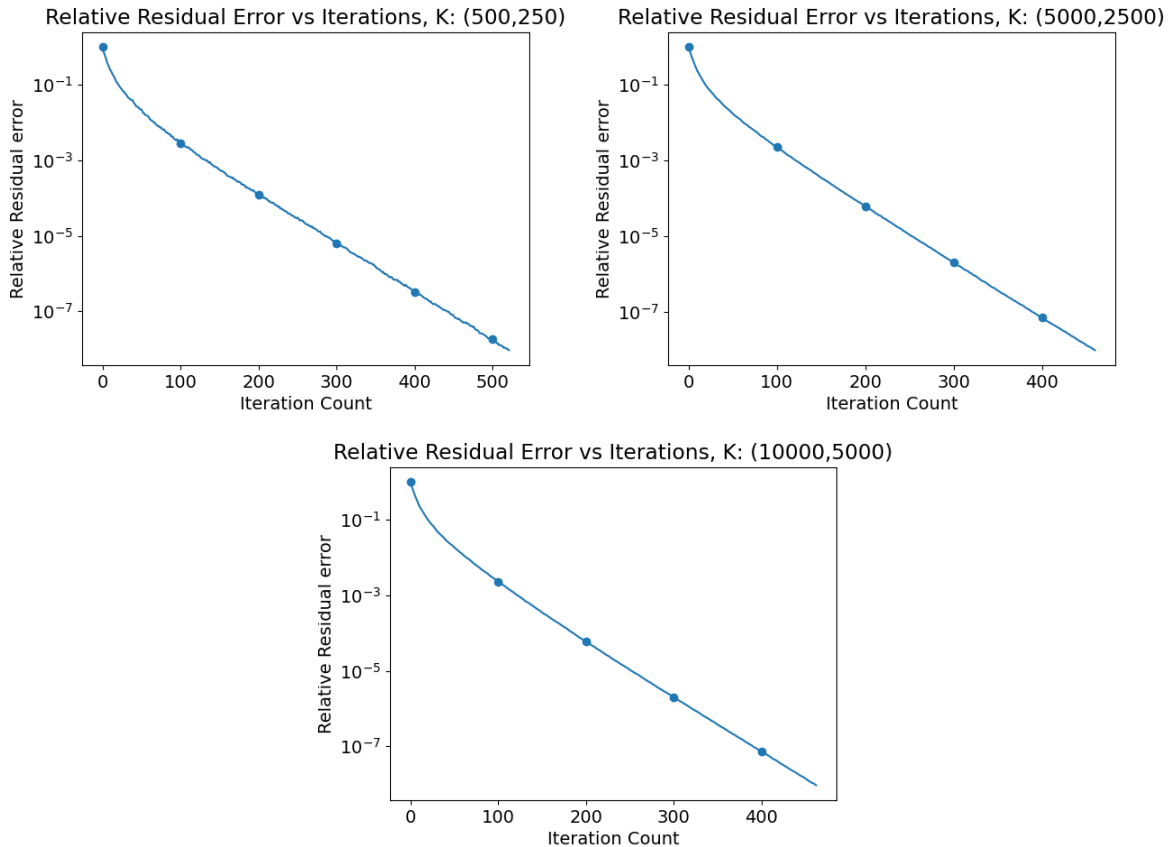 Relative Residual Error vs Iterations, K: (500,250)
Relative Residual error
10⁻¹
10⁻³
10⁻⁵
10⁻⁷
0 100 200 300 400 500
Iteration Count
Relative Residual Error vs Iterations, K: (5000,2500)
Relative Residual error
10⁻¹
10⁻³
10⁻⁵
10⁻⁷
0 100 200 300 400
Iteration Count
Relative Residual Error vs Iterations, K: (10000,5000)
Relative Residual error
10⁻¹
10⁻³
10⁻⁵
10⁻⁷
0 100 200 300 400
Iteration Count